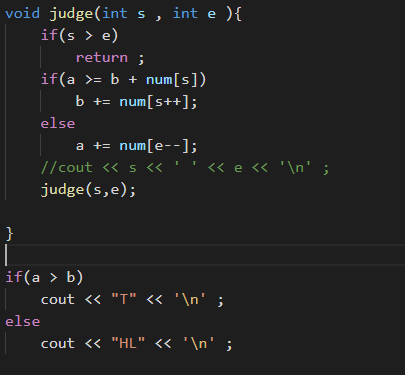 void judge(int s , int e ){
    if(s > e)
        return ;
    if(a >= b + num[s])
        b += num[s++];
    else
        a += num[e--];
    //cout << s << ' ' << e << '\n' ;
    judge(s,e);

}

if(a > b)
    cout << "T" << '\n' ;
else
    cout << "HL" << '\n' ;